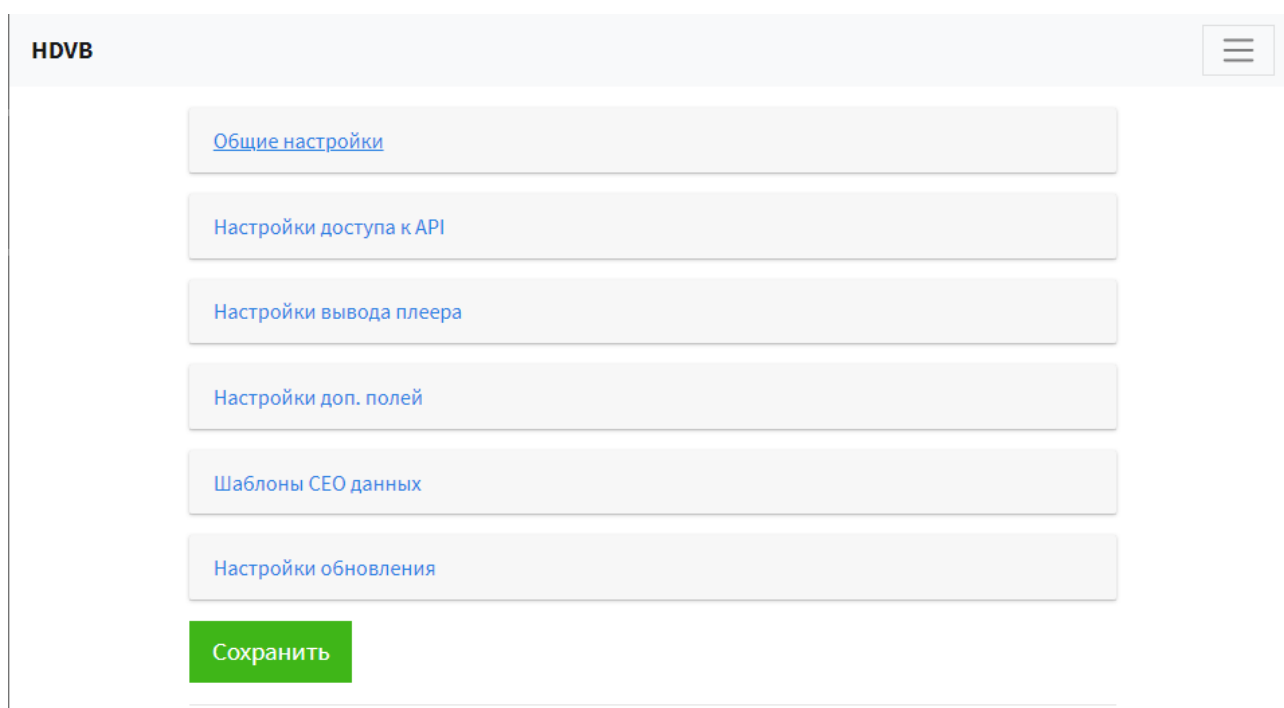 HDVB
Общие настройки
Настройки доступа к API
Настройки вывода плеера
Настройки доп. полей
Шаблоны СЕО данных
Настройки обновления
Сохранить